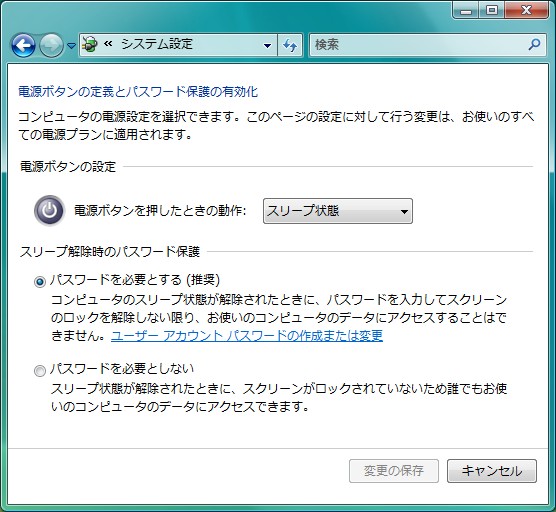 « システム設定
検索
電源ボタンの定義とパスワード保護の有効化
コンピュータの電源設定を選択できます。このページの設定に対して行う変更は、お使いのすべ
ての電源プランに適用されます。
電源ボタンの設定
電源ボタンを押したときの動作: スリープ状態
スリープ解除時のパスワード保護
パスワードを必要とする (推奨)
コンピュータのスリープ状態が解除されたときに、パスワードを入力してスクリーン
のロックを解除しない限り、お使いのコンピュータのデータにアクセスすることはで
きません。ユーザー アカウント パスワードの作成または変更
パスワードを必要としない
スリープ状態が解除されたときに、スクリーンがロックされていないため誰でもお使
いのコンピュータのデータにアクセスできます。
変更の保存 キャンセル